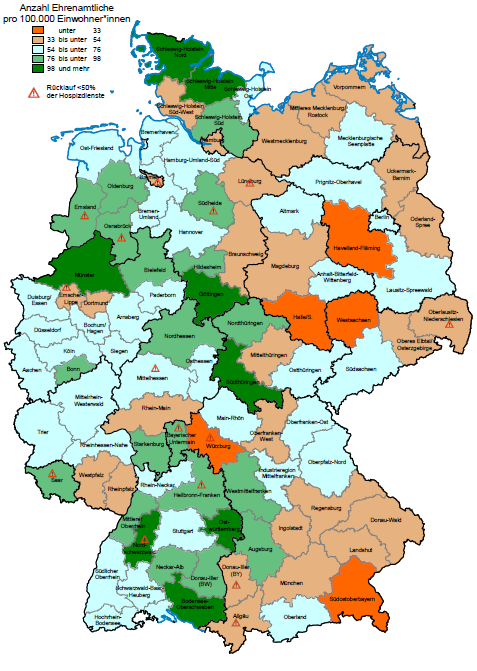 Anzahl Ehrenamtliche
pro 100.000 Einwohner*innen
unter 33
33 bis unter 54
54 bis unter 76
76 bis unter 98
98 und mehr
Rücklauf <50%
der Hospizdienste
Schleswig-Holstein
Nord
Schleswig-Holstein
Mitte
Schleswig-Holstein
Ost
Schleswig-Holstein
Süd-West
Schleswig-Holstein
Süd
Hamburg
Vorpommern
Mittleres Mecklenburg/
Rostock
Mecklenburgische
Seenplatte
Westmecklenburg
Bremerhaven
Ost-Friesland
Hamburg-Umland-Süd
Uckermark-
Barnim
Oldenburg
Bremen
Lüneburg
Prignitz-Oberhavel
Emsland
Bremen-
Umland
Südheide
Altmark
Berlin
Oderland-
Spree
Osnabrück
Hannover
Havelland-Fläming
Braunschweig
Magdeburg
Münster
Bielefeld
Hildesheim
Anhalt-Bitterfeld-
Wittenberg
Lausitz-Spreewald
Göttingen
Duisburg/
Essen
Emscher-
Lippe
Dortmund
Paderborn
Halle/S.
Westsachsen
Oberlausitz-
Niederschlesien
Arnsberg
Bochum/
Hagen
Düsseldorf
Nordhessen
Nordthüringen
Oberes Elbtal/
Osterzgebirge
Köln
Siegen
Osthessen
Mittelthüringen
Aachen
Bonn
Mittelhessen
Südthüringen
Ostthüringen
Südsachsen
Mittelrhein-
Westerwald
Rhein-Main
Main-Rhön
Oberfranken-
West
Oberfranken-Ost
Trier
Rheinhessen-Nahe
Starkenburg
Bayerischer
Untermain
Würzburg
Oberpfalz-Nord
Saar
Westpfalz
Rheinpfalz
Rhein-Neckar
Heilbronn-Franken
Industrieregion
Mittelfranken
Westmittelfranken
Regensburg
Mittlerer
Oberrhein
Nord-
Schwarzwald
Stuttgart
Ost-
württemberg
Ingolstadt
Donau-Wald
Augsburg
Landshut
Südlicher
Oberrhein
Neckar-Alb
Donau-Iller
(BW)
Donau-Iller
(BY)
München
Schwarzwald-Baar-
Heuberg
Bodensee-
Oberschwaben
Allgäu
Oberland
Südostoberbayern
Hochrhein-
Bodensee